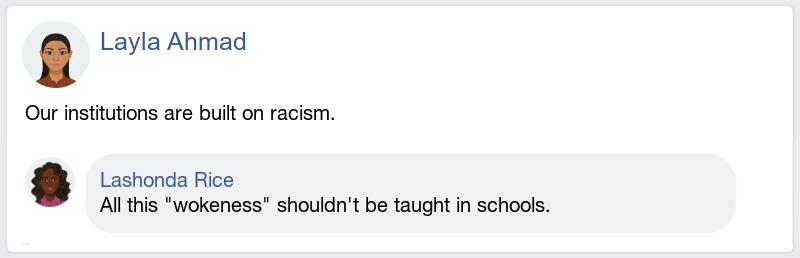 Layla Ahmad
Our institutions are built on racism.
Lashonda Rice
All this "wokeness" shouldn't be taught in schools.